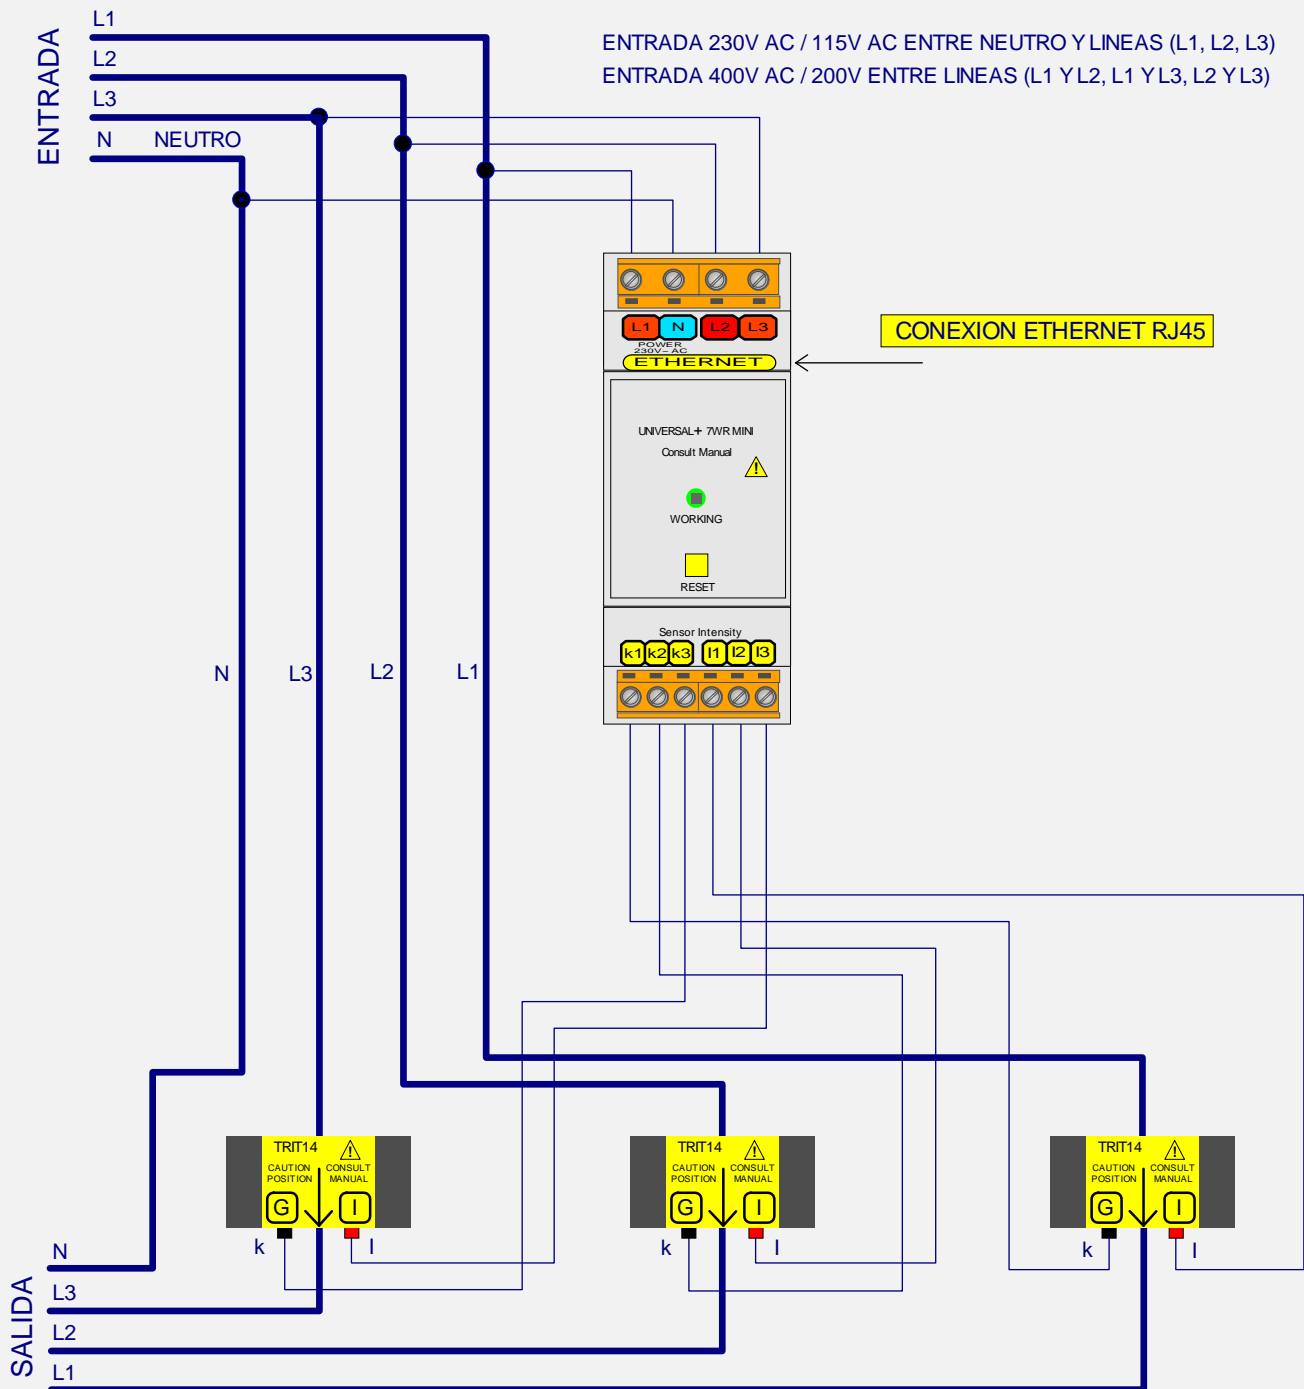 L1
ENTRADA 230V AC / 115V AC ENTRE NEUTRO Y LINEAS (L1, L2, L3)
L2
ENTRADA 400V AC / 200V ENTRE LINEAS (L1 Y L2, L1 Y L3, L2 Y L3)
ENTRADA
L3
N NEUTRO
L1 N L2 L3
POWER
230V~ AC
ETHERNET
CONEXION ETHERNET RJ45
UNIVERSAL+ 7WR MINI
Consult Manual
WORKING
RESET
Sensor Intensity
k1 k2 k3 l1 l2 l3
N L3 L2 L1
TRIT14
CAUTION POSITION
CONSULT MANUAL
G I
k l
TRIT14
CAUTION POSITION
CONSULT MANUAL
G I
k l
TRIT14
CAUTION POSITION
CONSULT MANUAL
G I
k l
SALIDA
N
L3
L2
L1